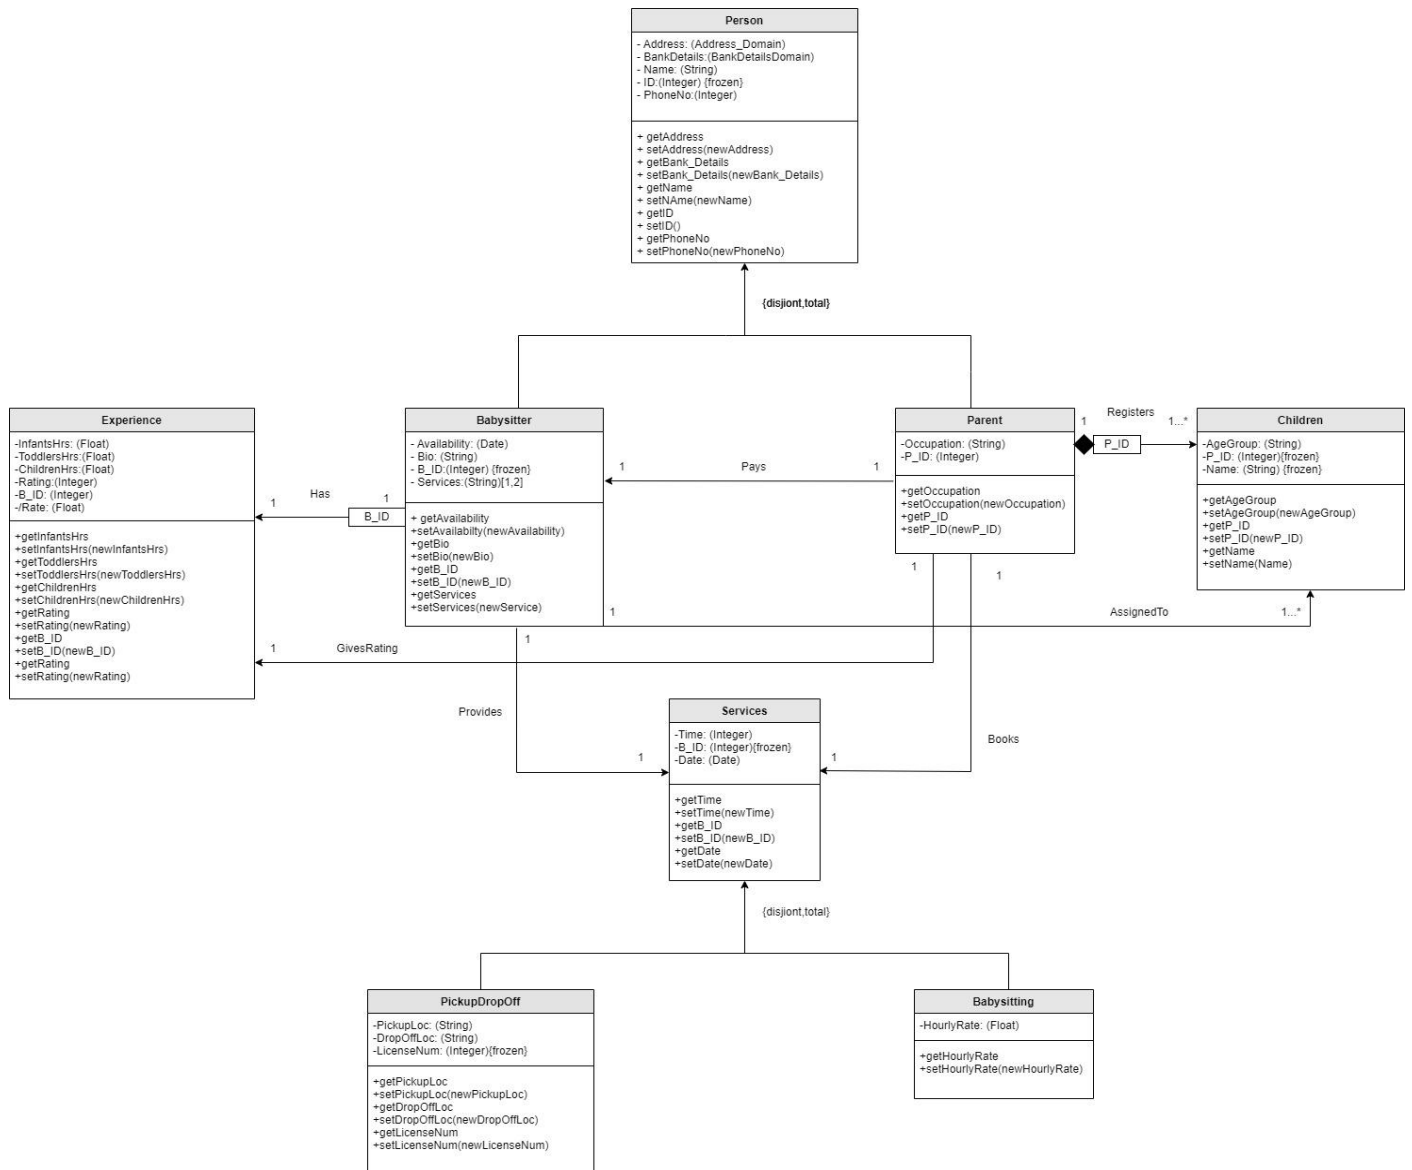 Person
- Address: (Address_Domain)
- BankDetails:(BankDetailsDomain)
- Name: (String)
- ID:(Integer) {frozen}
- PhoneNo:(Integer)
+ getAddress
+ setAddress(newAddress)
+ getBank_Details
+ setBank_Details(newBank_Details)
+ getName
+ setNAme(newName)
+ getID
+ setID()
+ getPhoneNo
+ setPhoneNo(newPhoneNo)
{disjiont,total}
Experience
-InfantsHrs: (Float)
-ToddlersHrs:(Float)
-ChildrenHrs:(Float)
-Rating:(Integer)
-B_ID: (Integer)
-/Rate: (Float)
+getInfantsHrs
+setInfantsHrs(newInfantsHrs)
+getToddlersHrs
+setToddlersHrs(newToddlersHrs)
+getChildrenHrs
+setChildrenHrs(newChildrenHrs)
+getRating
+setRating(newRating)
+getB_ID
+setB_ID(newB_ID)
+getRating
+setRating(newRating)
Has
1
1
B_ID
Babysitter
- Availability: (Date)
- Bio: (String)
- B_ID:(Integer) {frozen}
- Services:(String)[1,2]
+ getAvailability
+setAvailabilty(newAvailability)
+getBio
+setBio(newBio)
+getB_ID
+setB_ID(newB_ID)
+getServices
+setServices(newService)
1
Pays
1
Parent
-Occupation: (String)
-P_ID: (Integer)
+getOccupation
+setOccupation(newOccupation)
+getP_ID
+setP_ID(newP_ID)
1
Registers
1...*
P_ID
Children
-AgeGroup: (String)
-P_ID: (Integer){frozen}
-Name: (String) {frozen}
+getAgeGroup
+setAgeGroup(newAgeGroup)
+getP_ID
+setP_ID(newP_ID)
+getName
+setName(Name)
1
1
1
AssignedTo
1...*
1
GivesRating
1
Provides
1
Services
-Time: (Integer)
-B_ID: (Integer){frozen}
-Date: (Date)
+getTime
+setTime(newTime)
+getB_ID
+setB_ID(newB_ID)
+getDate
+setDate(newDate)
1
Books
{disjiont,total}
PickupDropOff
-PickupLoc: (String)
-DropOffLoc: (String)
-LicenseNum: (Integer){frozen}
+getPickupLoc
+setPickupLoc(newPickupLoc)
+getDropOffLoc
+setDropOffLoc(newDropOffLoc)
+getLicenseNum
+setLicenseNum(newLicenseNum)
Babysitting
-HourlyRate: (Float)
+getHourlyRate
+setHourlyRate(newHourlyRate)